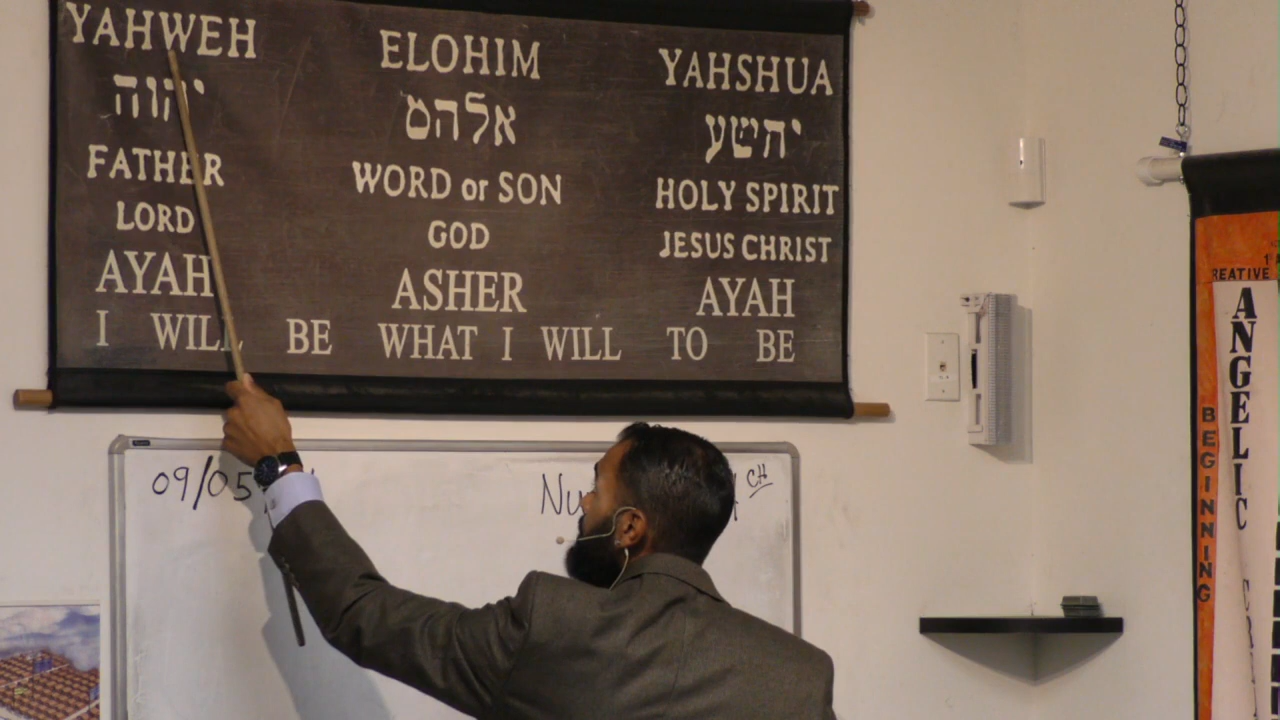 YAHWEH ELOHIM YAHSHUA
יהוה אלהם יהשע
FATHER WORD or SON HOLY SPIRIT
LORD GOD JESUS CHRIST
AYAH ASHER AYAH
I WILL BE WHAT I WILL TO BE
09/05
CH
REATIVE
ANGELIC
BEGINNING